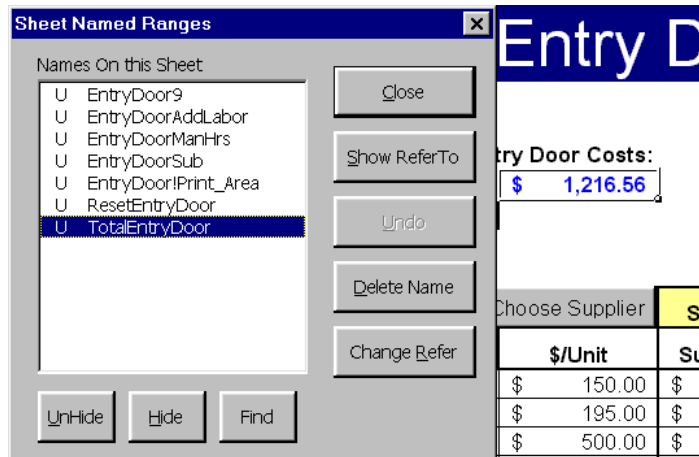 Sheet Named Ranges
Names On this Sheet
U EntryDoor9
U EntryDoorAddLabor
U EntryDoorManHrs
U EntryDoorSub
U EntryDoor!Print_Area
U ResetEntryDoor
U TotalEntryDoor
Close
Show ReferTo
Undo
Delete Name
Change Refer
UnHide Hide Find
Entry D
try Door Costs:
$ 1,216.56
Choose Supplier S
$/Unit Su
$ 150.00 $
$ 195.00 $
$ 500.00 $